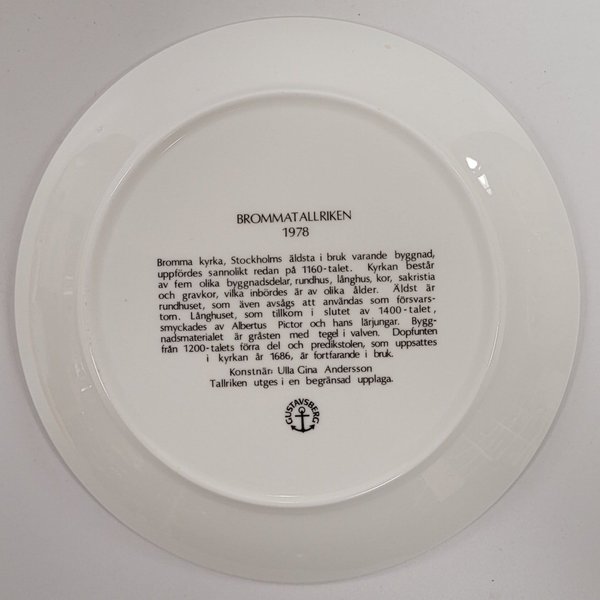 BROMMATALLRIKEN
1978
Bromma kyrka, Stockholms äldsta i bruk varande byggnad,
uppfördes sannolikt redan på 1160-talet. Kyrkan består
av fem olika byggnadsdelar, rundhus, långhus, kor, sakristia
och gravkor, vilka inbördes är av olika ålder. Äldst är
rundhuset, som även avsågs att användas som försvars-
torn. Långhuset, som tillkom i slutet av 1400-talet,
smyckades av Albertus Pictor och hans lärjungar. Bygg-
nadsmaterialet är gråsten med tegel i valven. Dopfunten
från 1200-talets förra del och predikstolen, som uppsattes
i kyrkan år 1686, är fortfarande i bruk.
Konstnär: Ulla Gina Andersson
Tallriken utges i en begränsad upplaga.
GUSTAVSBERG